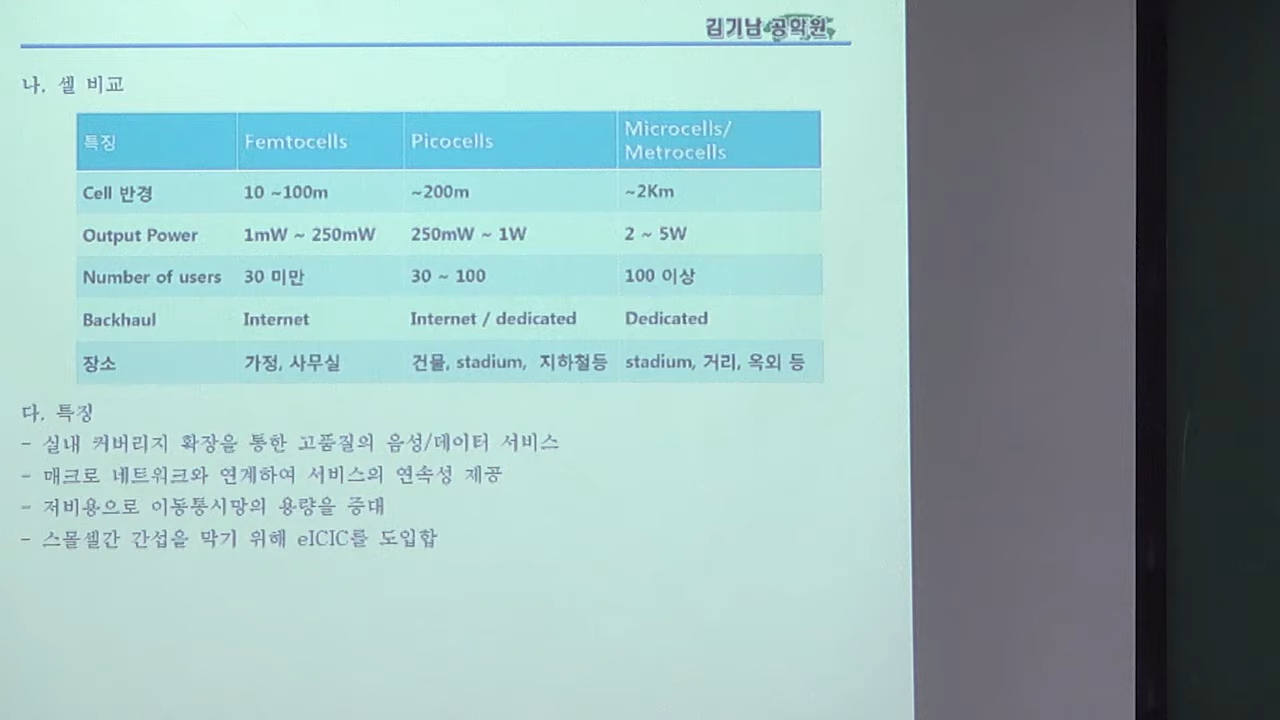 김기남 공학원
나. 셀 비교
특징 Femtocells Picocells Microcells/
Metrocells
Cell 반경 10 ~100m ~200m ~2Km
Output Power 1mW ~ 250mW 250mW ~ 1W 2 ~ 5W
Number of users 30 미만 30 ~ 100 100 이상
Backhaul Internet Internet / dedicated Dedicated
장소 가정, 사무실 건물, stadium, 지하철등 stadium, 거리, 옥외 등
다. 특징
- 실내 커버리지 확장을 통한 고품질의 음성/데이터 서비스
- 매크로 네트워크와 연계하여 서비스의 연속성 제공
- 저비용으로 이동통시망의 용량을 증대
- 스몰셀간 간섭을 막기 위해 eICIC를 도입합